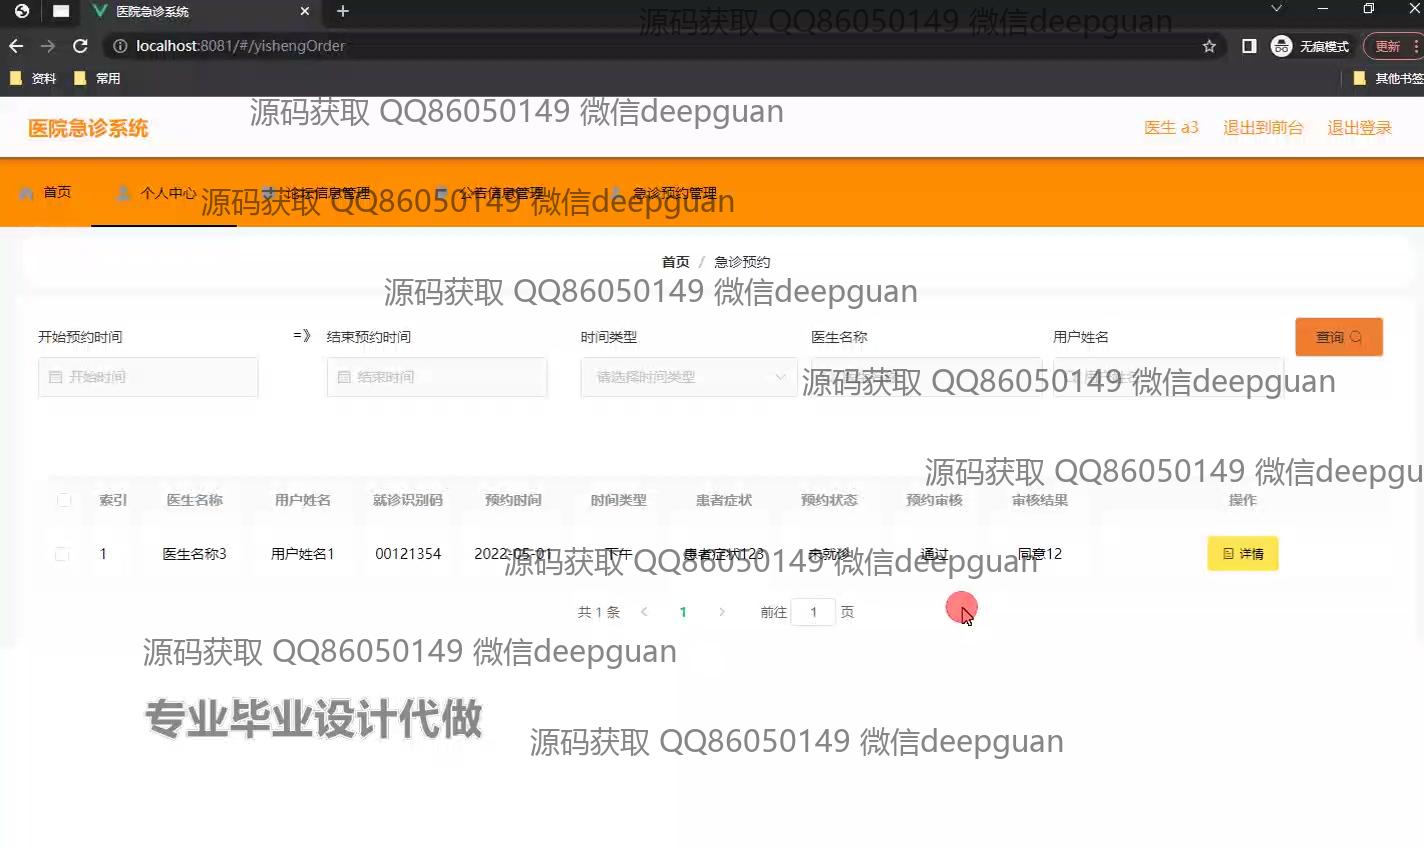 医院急诊系统
源码获取 QQ86050149 微信deepguan
localhost:8081/#/yishengOrder
无痕模式
更新
资料
常用
其他书签
源码获取 QQ86050149 微信deepguan
医院急诊系统
医生 a3
退出到前台
退出登录
首页
个人中心
论坛信息管理
公告信息管理
急诊预约管理
源码获取 QQ86050149 微信deepguan
首页 / 急诊预约
源码获取 QQ86050149 微信deepguan
开始预约时间
=》
结束预约时间
时间类型
医生名称
用户姓名
查询
开始时间
结束时间
请选择时间类型
源码获取 QQ86050149 微信deepguan
源码获取 QQ86050149 微信deepgu
索引 医生名称 用户姓名 就诊识别码 预约时间 时间类型 患者症状 预约状态 预约审核 审核结果 操作
1 医生名称3 用户姓名1 00121354 2022-05-01 下午 患者症状123 未就诊 通过 同意12 详情
源码获取 QQ86050149 微信deepguan
共 1 条 < 1 > 前往 1 页
源码获取 QQ86050149 微信deepguan
专业毕业设计代做
源码获取 QQ86050149 微信deepguan